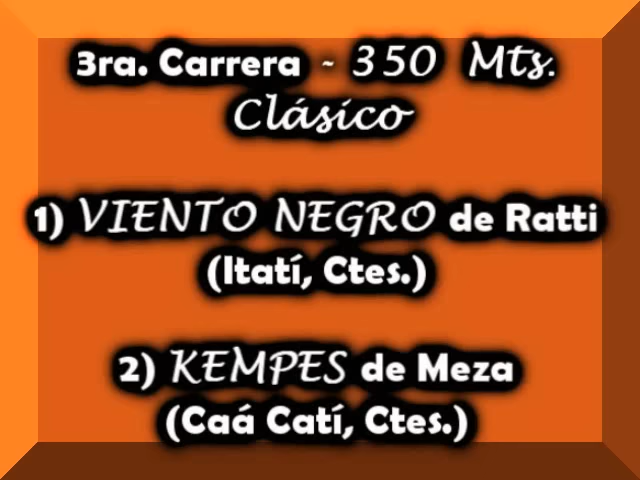 3ra. Carrera - 350 Mts.
Clásico
1) VIENTO NEGRO de Ratti
(Itatí, Ctes.)
2) KEMPES de Meza
(Caá Catí, Ctes.)